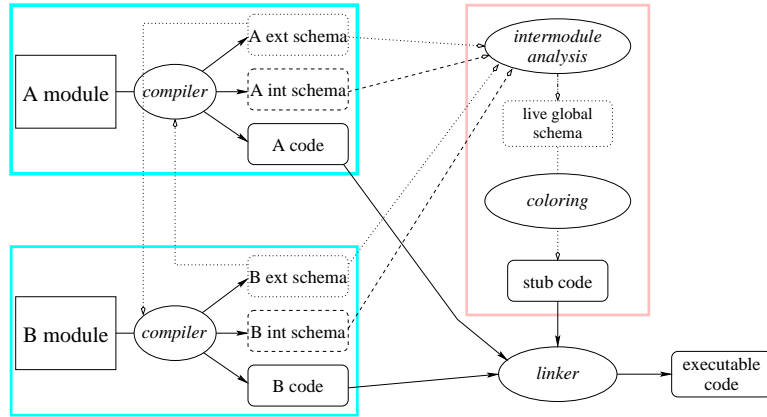 A module
compiler
A ext schema
A int schema
A code
intermodule
analysis
live global
schema
coloring
stub code
B module
compiler
B ext schema
B int schema
B code
linker
executable
code